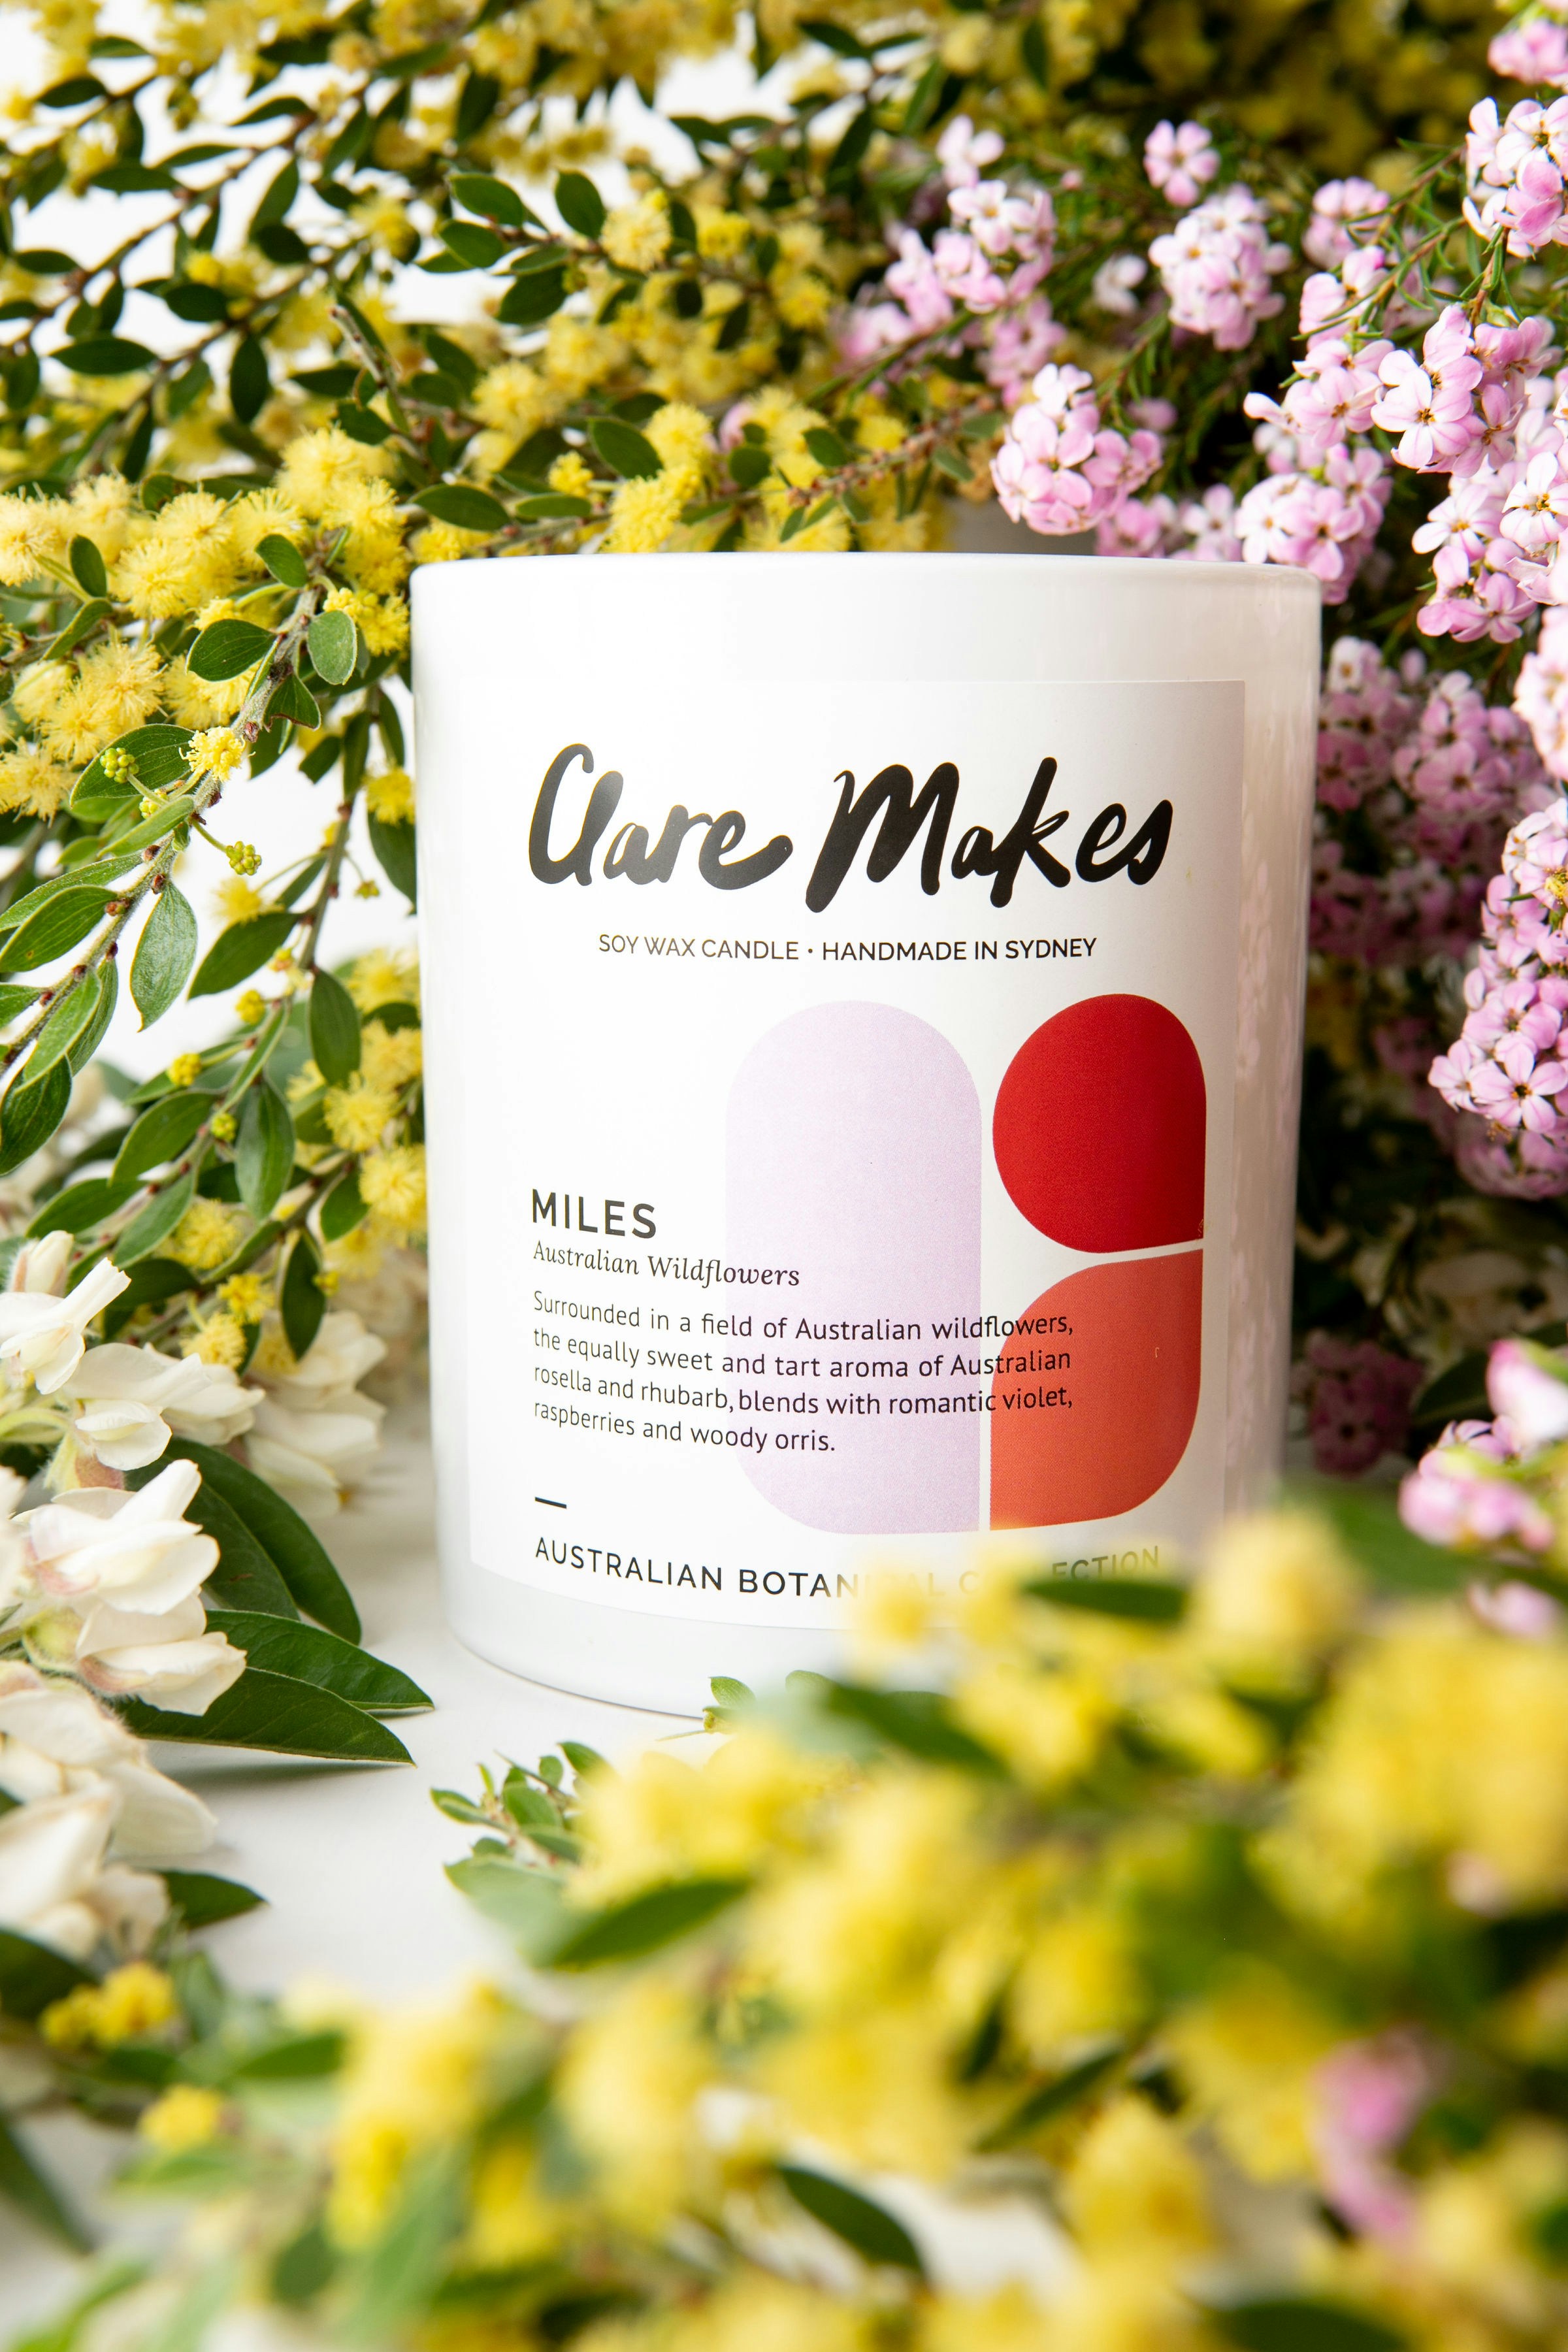 Clare Makes
SOY WAX CANDLE • HANDMADE IN SYDNEY
MILES
Australian Wildflowers
Surrounded in a field of Australian wildflowers,
the equally sweet and tart aroma of Australian
rosella and rhubarb, blends with romantic violet,
raspberries and woody orris.
AUSTRALIAN